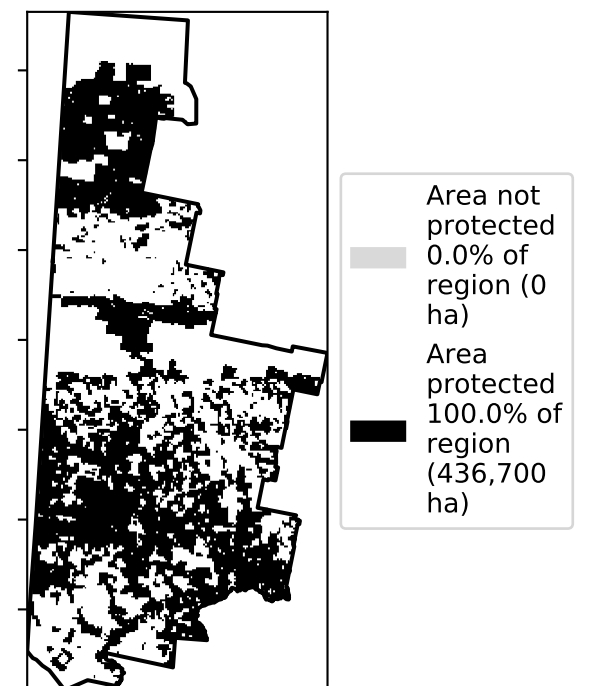 Area not
protected
0.0% of
region (0
ha)
Area
protected
100.0% of
region
(436,700
ha)